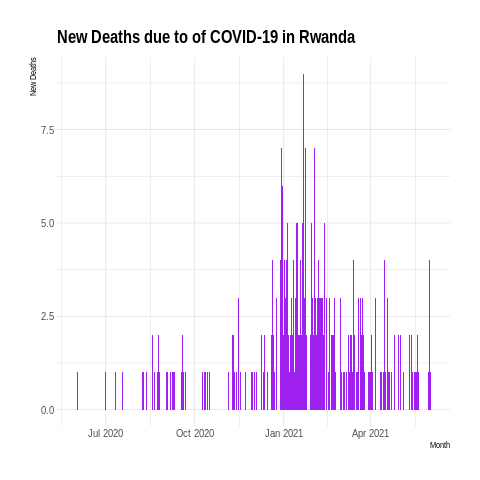 New Deaths due to of COVID-19 in Rwanda
New Deaths
7.5
5.0
2.5
0.0
Jul 2020 Oct 2020 Jan 2021 Apr 2021
Month